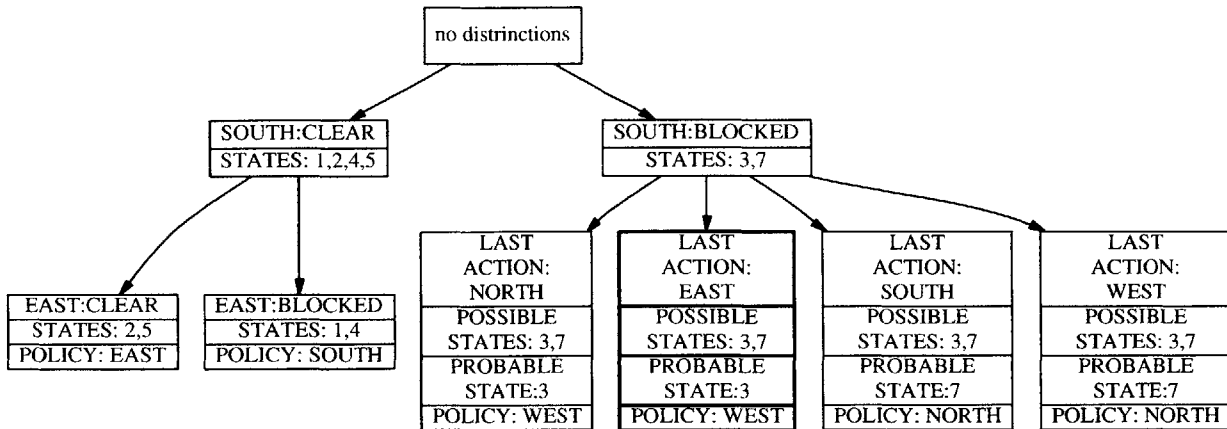 no distrinctions
SOUTH:CLEAR
STATES: 1,2,4,5
SOUTH:BLOCKED
STATES: 3,7
EAST:CLEAR
STATES: 2,5
POLICY: EAST
EAST:BLOCKED
STATES: 1,4
POLICY: SOUTH
LAST
ACTION:
NORTH
POSSIBLE
STATES: 3,7
PROBABLE
STATE:3
POLICY: WEST
LAST
ACTION:
EAST
POSSIBLE
STATES: 3,7
PROBABLE
STATE:3
POLICY: WEST
LAST
ACTION:
SOUTH
POSSIBLE
STATES: 3,7
PROBABLE
STATE:7
POLICY: NORTH
LAST
ACTION:
WEST
POSSIBLE
STATES: 3,7
PROBABLE
STATE:7
POLICY: NORTH